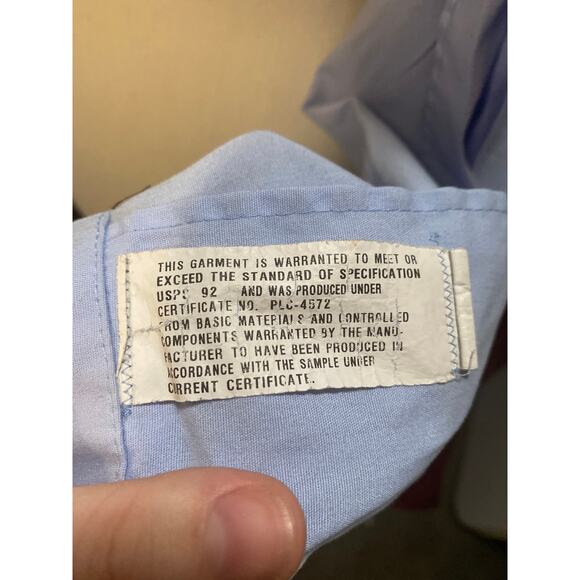 THIS GARMENT IS WARRANTED TO MEET OR
EXCEED THE STANDARD OF SPECIFICATION
USPS 92 AND WAS PRODUCED UNDER
CERTIFICATE NO. PLC-4572
FROM BASIC MATERIALS AND CONTROLLED
COMPONENTS WARRANTED BY THE MANU-
FACTURER TO HAVE BEEN PRODUCED IN
ACCORDANCE WITH THE SAMPLE UNDER
CURRENT CERTIFICATE.